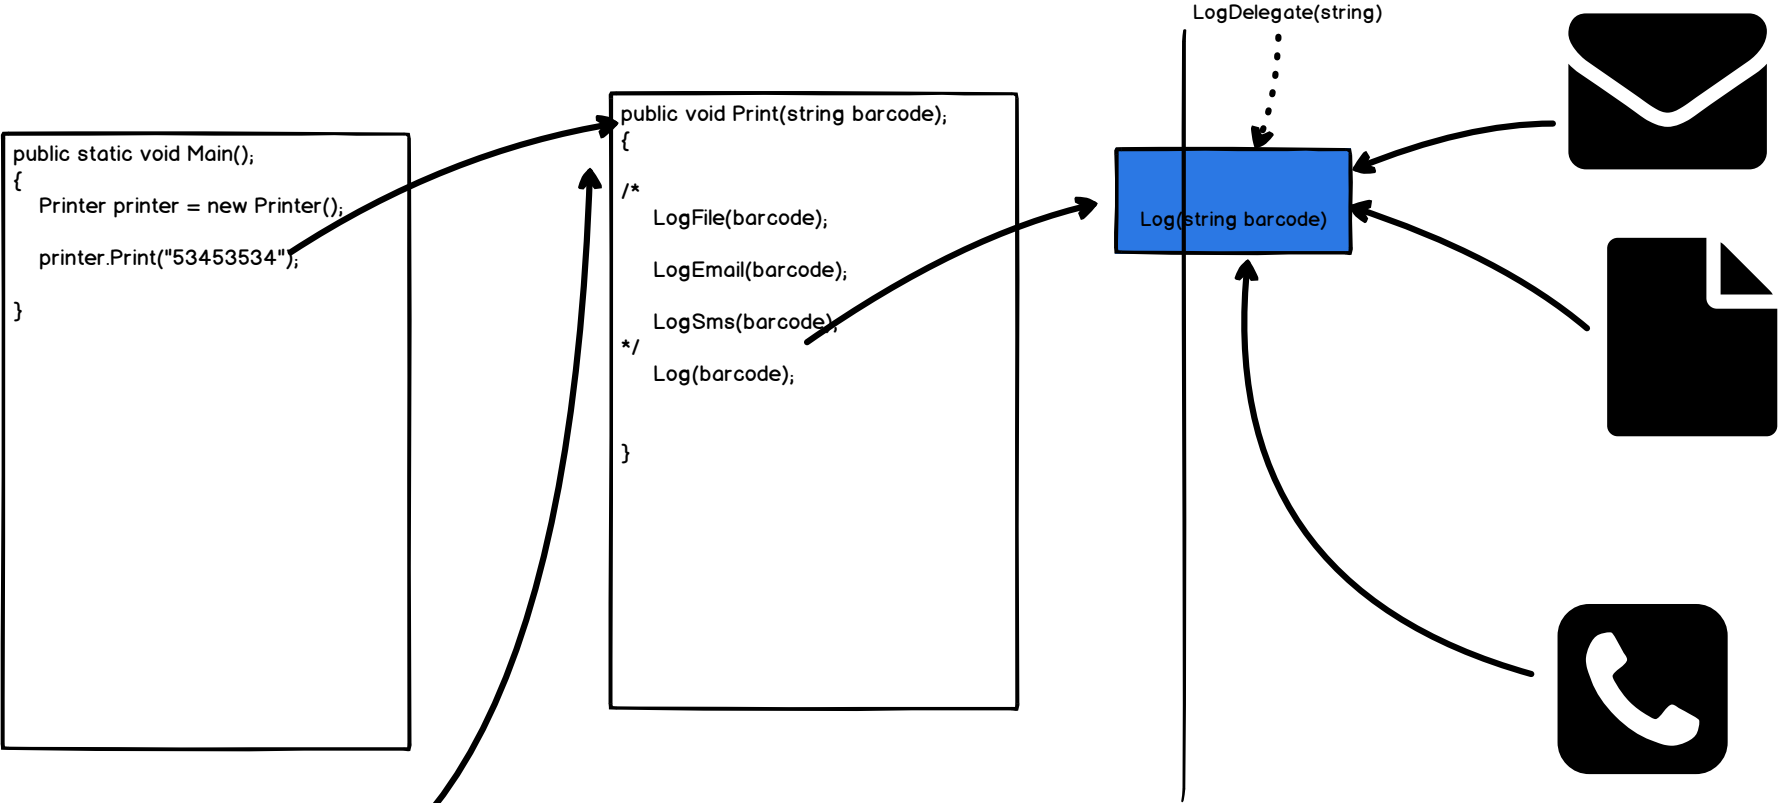 public static void Main();
{
Printer printer = new Printer();
printer.Print("53453534");
}
public void Print(string barcode);
{
/*
LogFile(barcode);
LogEmail(barcode);
LogSms(barcode);
*/
Log(barcode);
}
LogDelegate(string)
Log(string barcode)